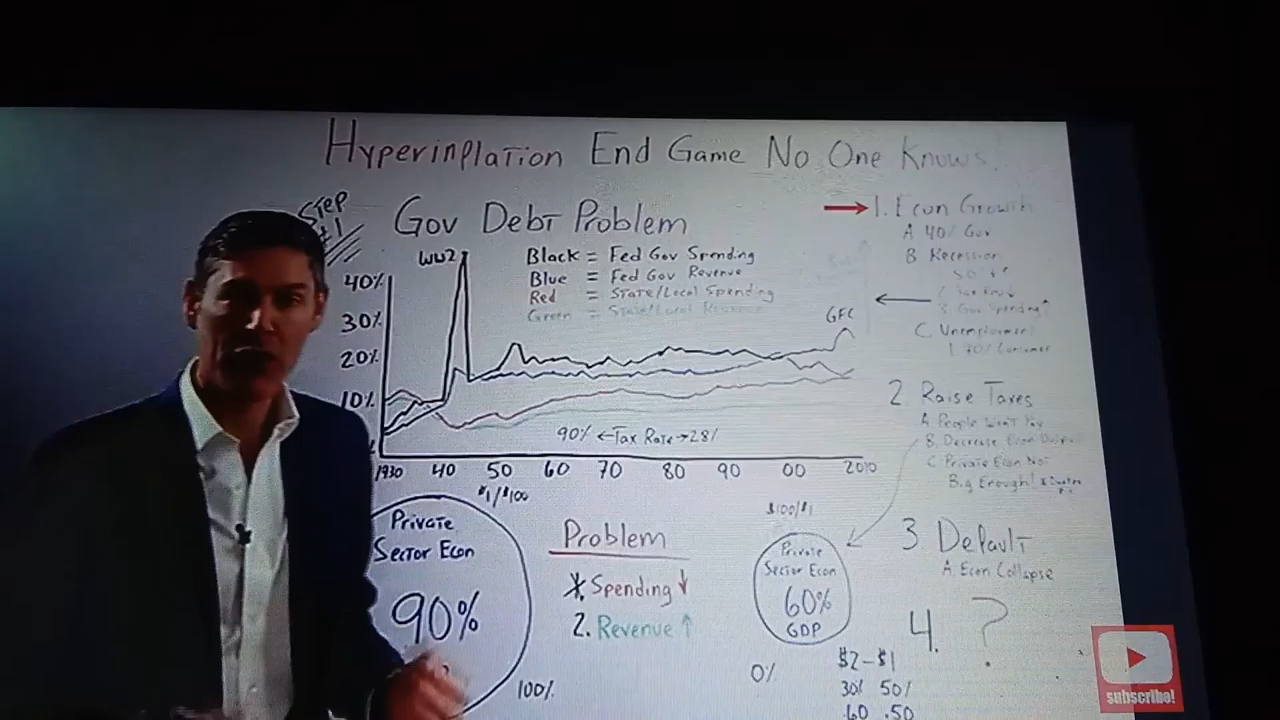 Hyperinflation End Game No One Knows!
Step
#1
Gov Debt Problem
WW2
Black = Fed Gov Spending
Blue = Fed Gov Revenue
Red = State/Local Spending
Green = State/Local Revenue
40%
30%
20%
10%
GFC
90% ← Tax Rate → 28%
1930 40 50 60 70 80 90 00 2010
$1/$100
Private
Sector Econ
90%
100%
Problem
1. Spending ↓
2. Revenue ↑
$100/$1
Private
Sector Econ
60%
GDP
0%
$2-$1
30% 50%
.60 .50
→ 1. Econ Growth
A 40% Gov
B Recession
C. Unemployment
1. 70% Consumer
2 Raise Taxes
A. People Won't Pay
B. Decrease Econ
C. Private Econ Not
Big Enough!
3 Default
A. Econ Collapse
4. ?
subscribe!